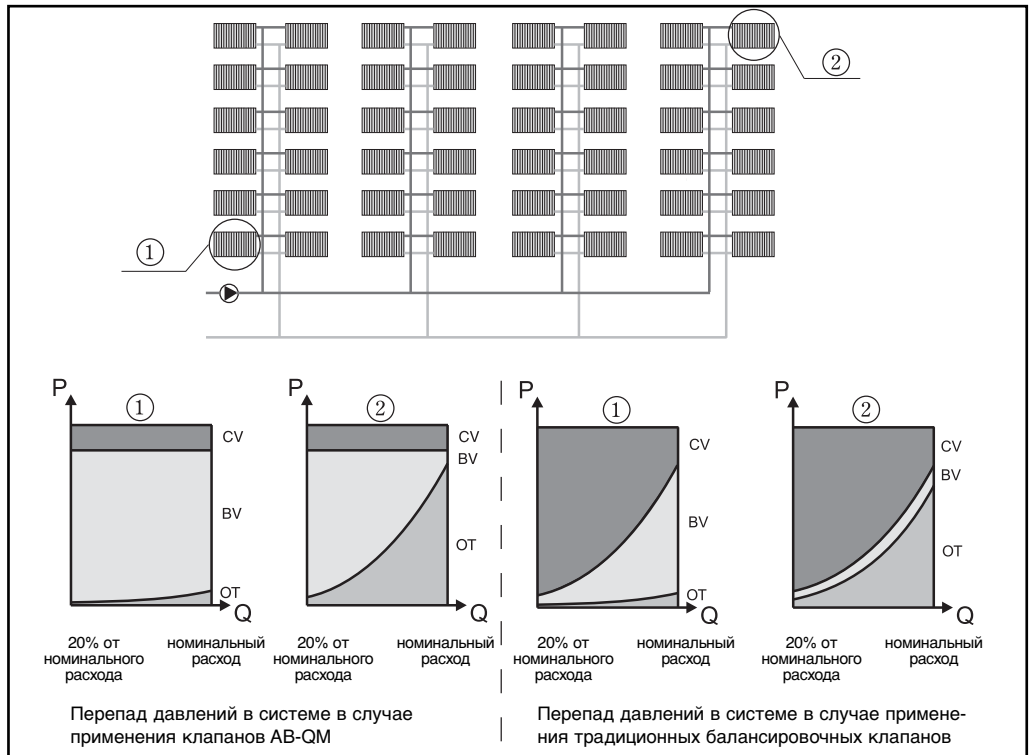 ②
①
P
①
CV
BV
OT
Q
20% от
номинального
расхода
номинальный
расход
P
②
CV
BV
OT
Q
20% от
номинального
расхода
номинальный
расход
Перепад давлений в системе в случае
применения клапанов AB-QM
P
①
CV
BV
OT
Q
20% от
номинального
расхода
номинальный
расход
P
②
CV
BV
OT
Q
20% от
номинального
расхода
номинальный
расход
Перепад давлений в системе в случае примене-
ния традиционных балансировочных клапанов